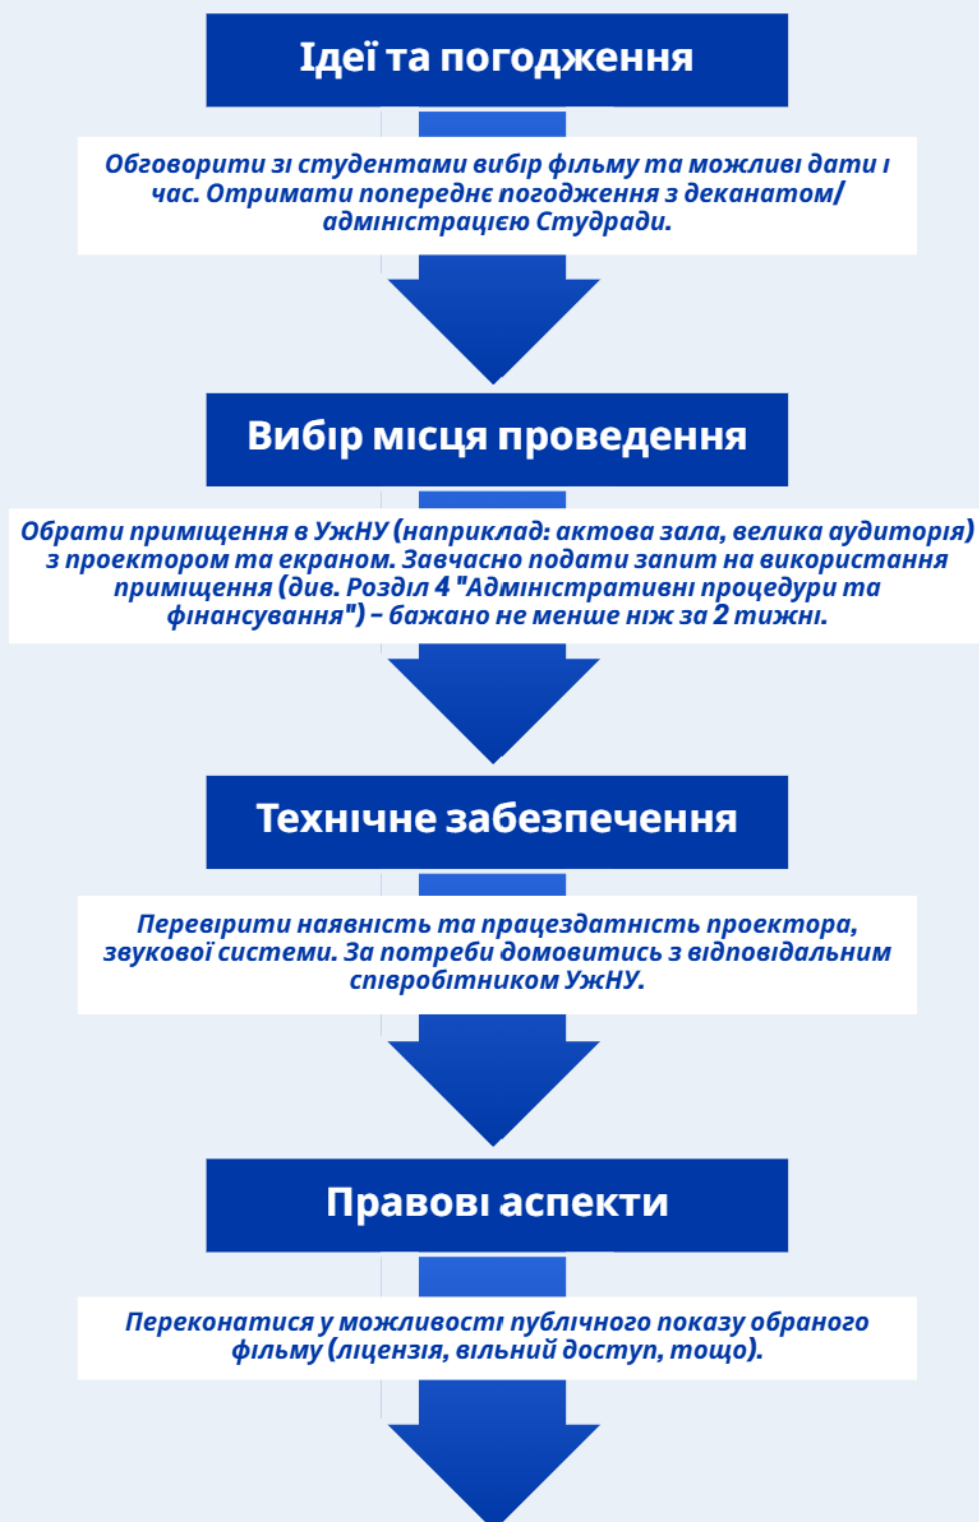 Ідеї та погодження
Обговорити зі студентами вибір фільму та можливі дати і
час. Отримати попереднє погодження з деканатом/
адміністрацією Студради.
Вибір місця проведення
Обрати приміщення в УжНУ (наприклад: актова зала, велика аудиторія)
з проектором та екраном. Завчасно подати запит на використання
приміщення (див. Розділ 4 "Адміністративні процедури та
фінансування") – бажано не менше ніж за 2 тижні.
Технічне забезпечення
Перевірити наявність та працездатність проектора,
звукової системи. За потреби домовитись з відповідальним
співробітником УжНУ.
Правові аспекти
Переконатися у можливості публічного показу обраного
фільму (ліцензія, вільний доступ, тощо).